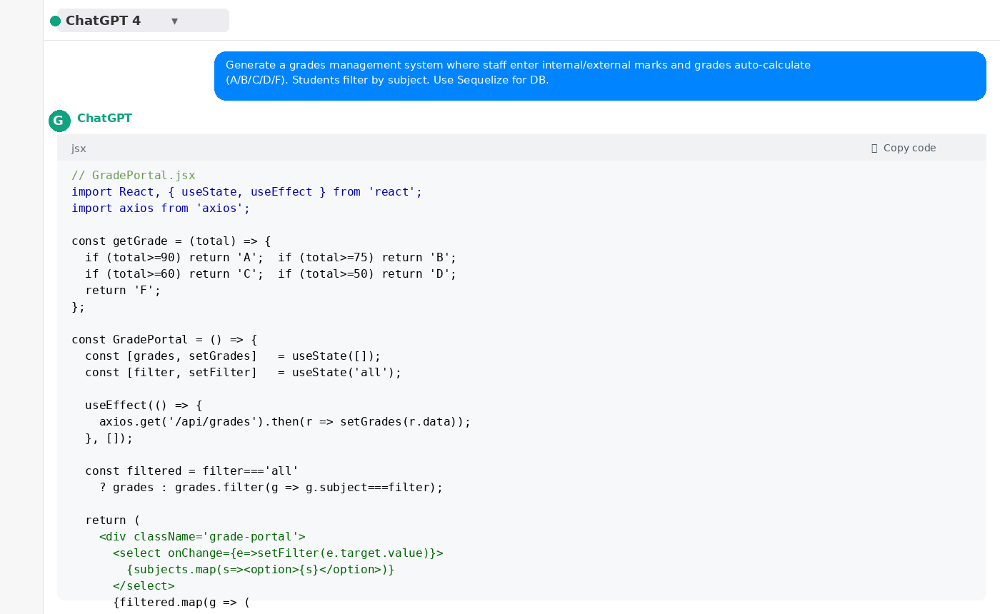 ChatGPT 4 ▼
Generate a grades management system where staff enter internal/external marks and grades auto-calculate
(A/B/C/D/F). Students filter by subject. Use Sequelize for DB.
G ChatGPT
jsx Copy code
// GradePortal.jsx
import React, { useState, useEffect } from 'react';
import axios from 'axios';

const getGrade = (total) => {
  if (total>=90) return 'A';  if (total>=75) return 'B';
  if (total>=60) return 'C';  if (total>=50) return 'D';
  return 'F';
};

const GradePortal = () => {
  const [grades, setGrades]   = useState([]);
  const [filter, setFilter]   = useState('all');

  useEffect(() => {
    axios.get('/api/grades').then(r => setGrades(r.data));
  }, []);

  const filtered = filter==='all'
    ? grades : grades.filter(g => g.subject===filter);

  return (
    <div className='grade-portal'>
      <select onChange={e=>setFilter(e.target.value)}>
        {subjects.map(s=><option>{s}</option>)}
      </select>
      {filtered.map(g => (